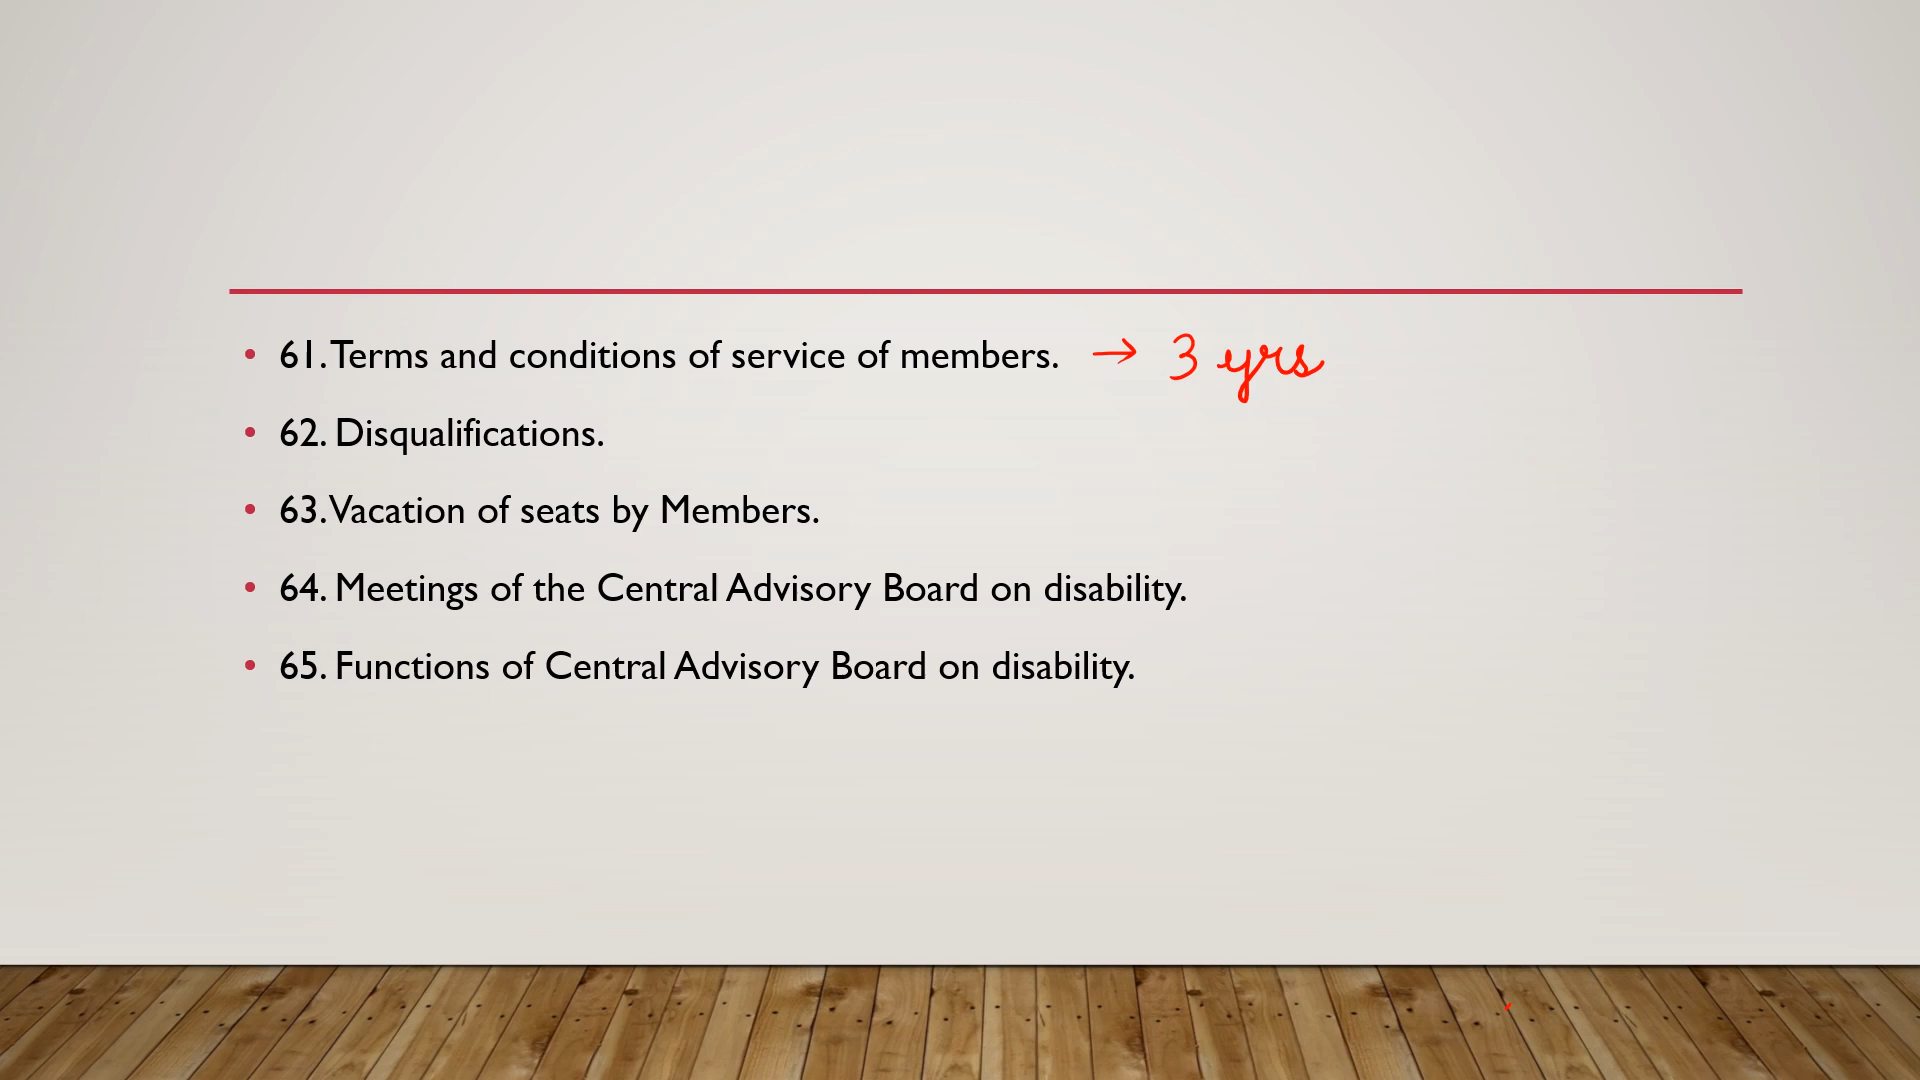 • 61. Terms and conditions of service of members. → 3 yrs
• 62. Disqualifications.
• 63. Vacation of seats by Members.
• 64. Meetings of the Central Advisory Board on disability.
• 65. Functions of Central Advisory Board on disability.